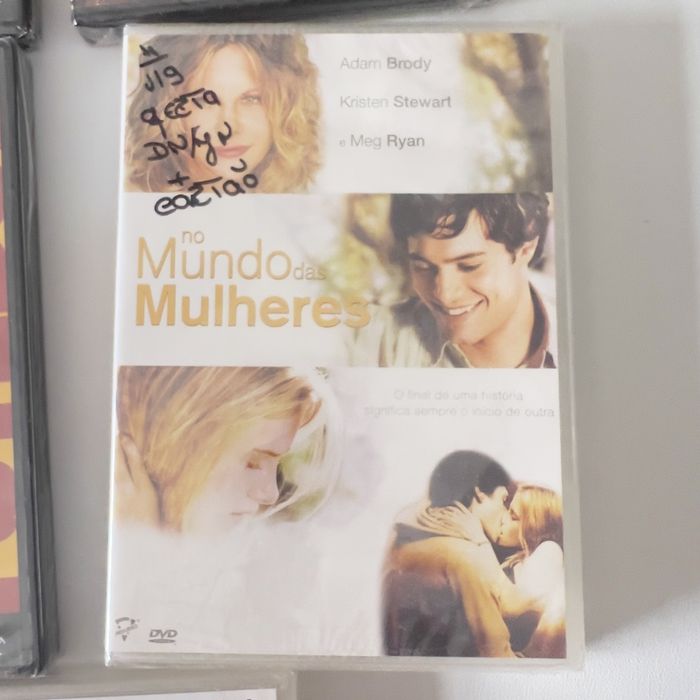 Adam Brody
Kristen Stewart
e Meg Ryan
no
Mundo das
Mulheres
O final de uma história
significa sempre o início de outra
DVD